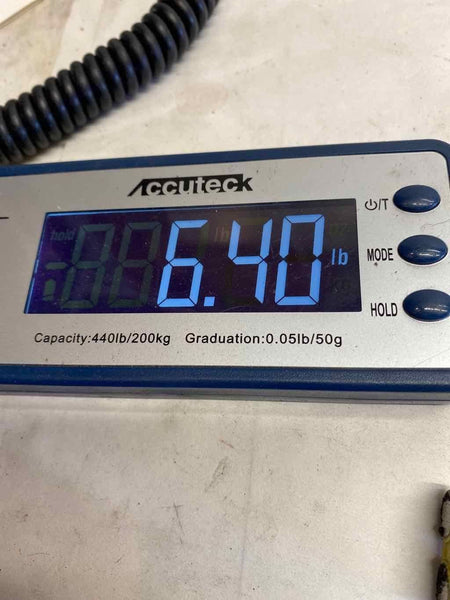 Accuteck
hold
6.40
lb
⏻/T
MODE
HOLD
Capacity:440lb/200kg Graduation:0.05lb/50g